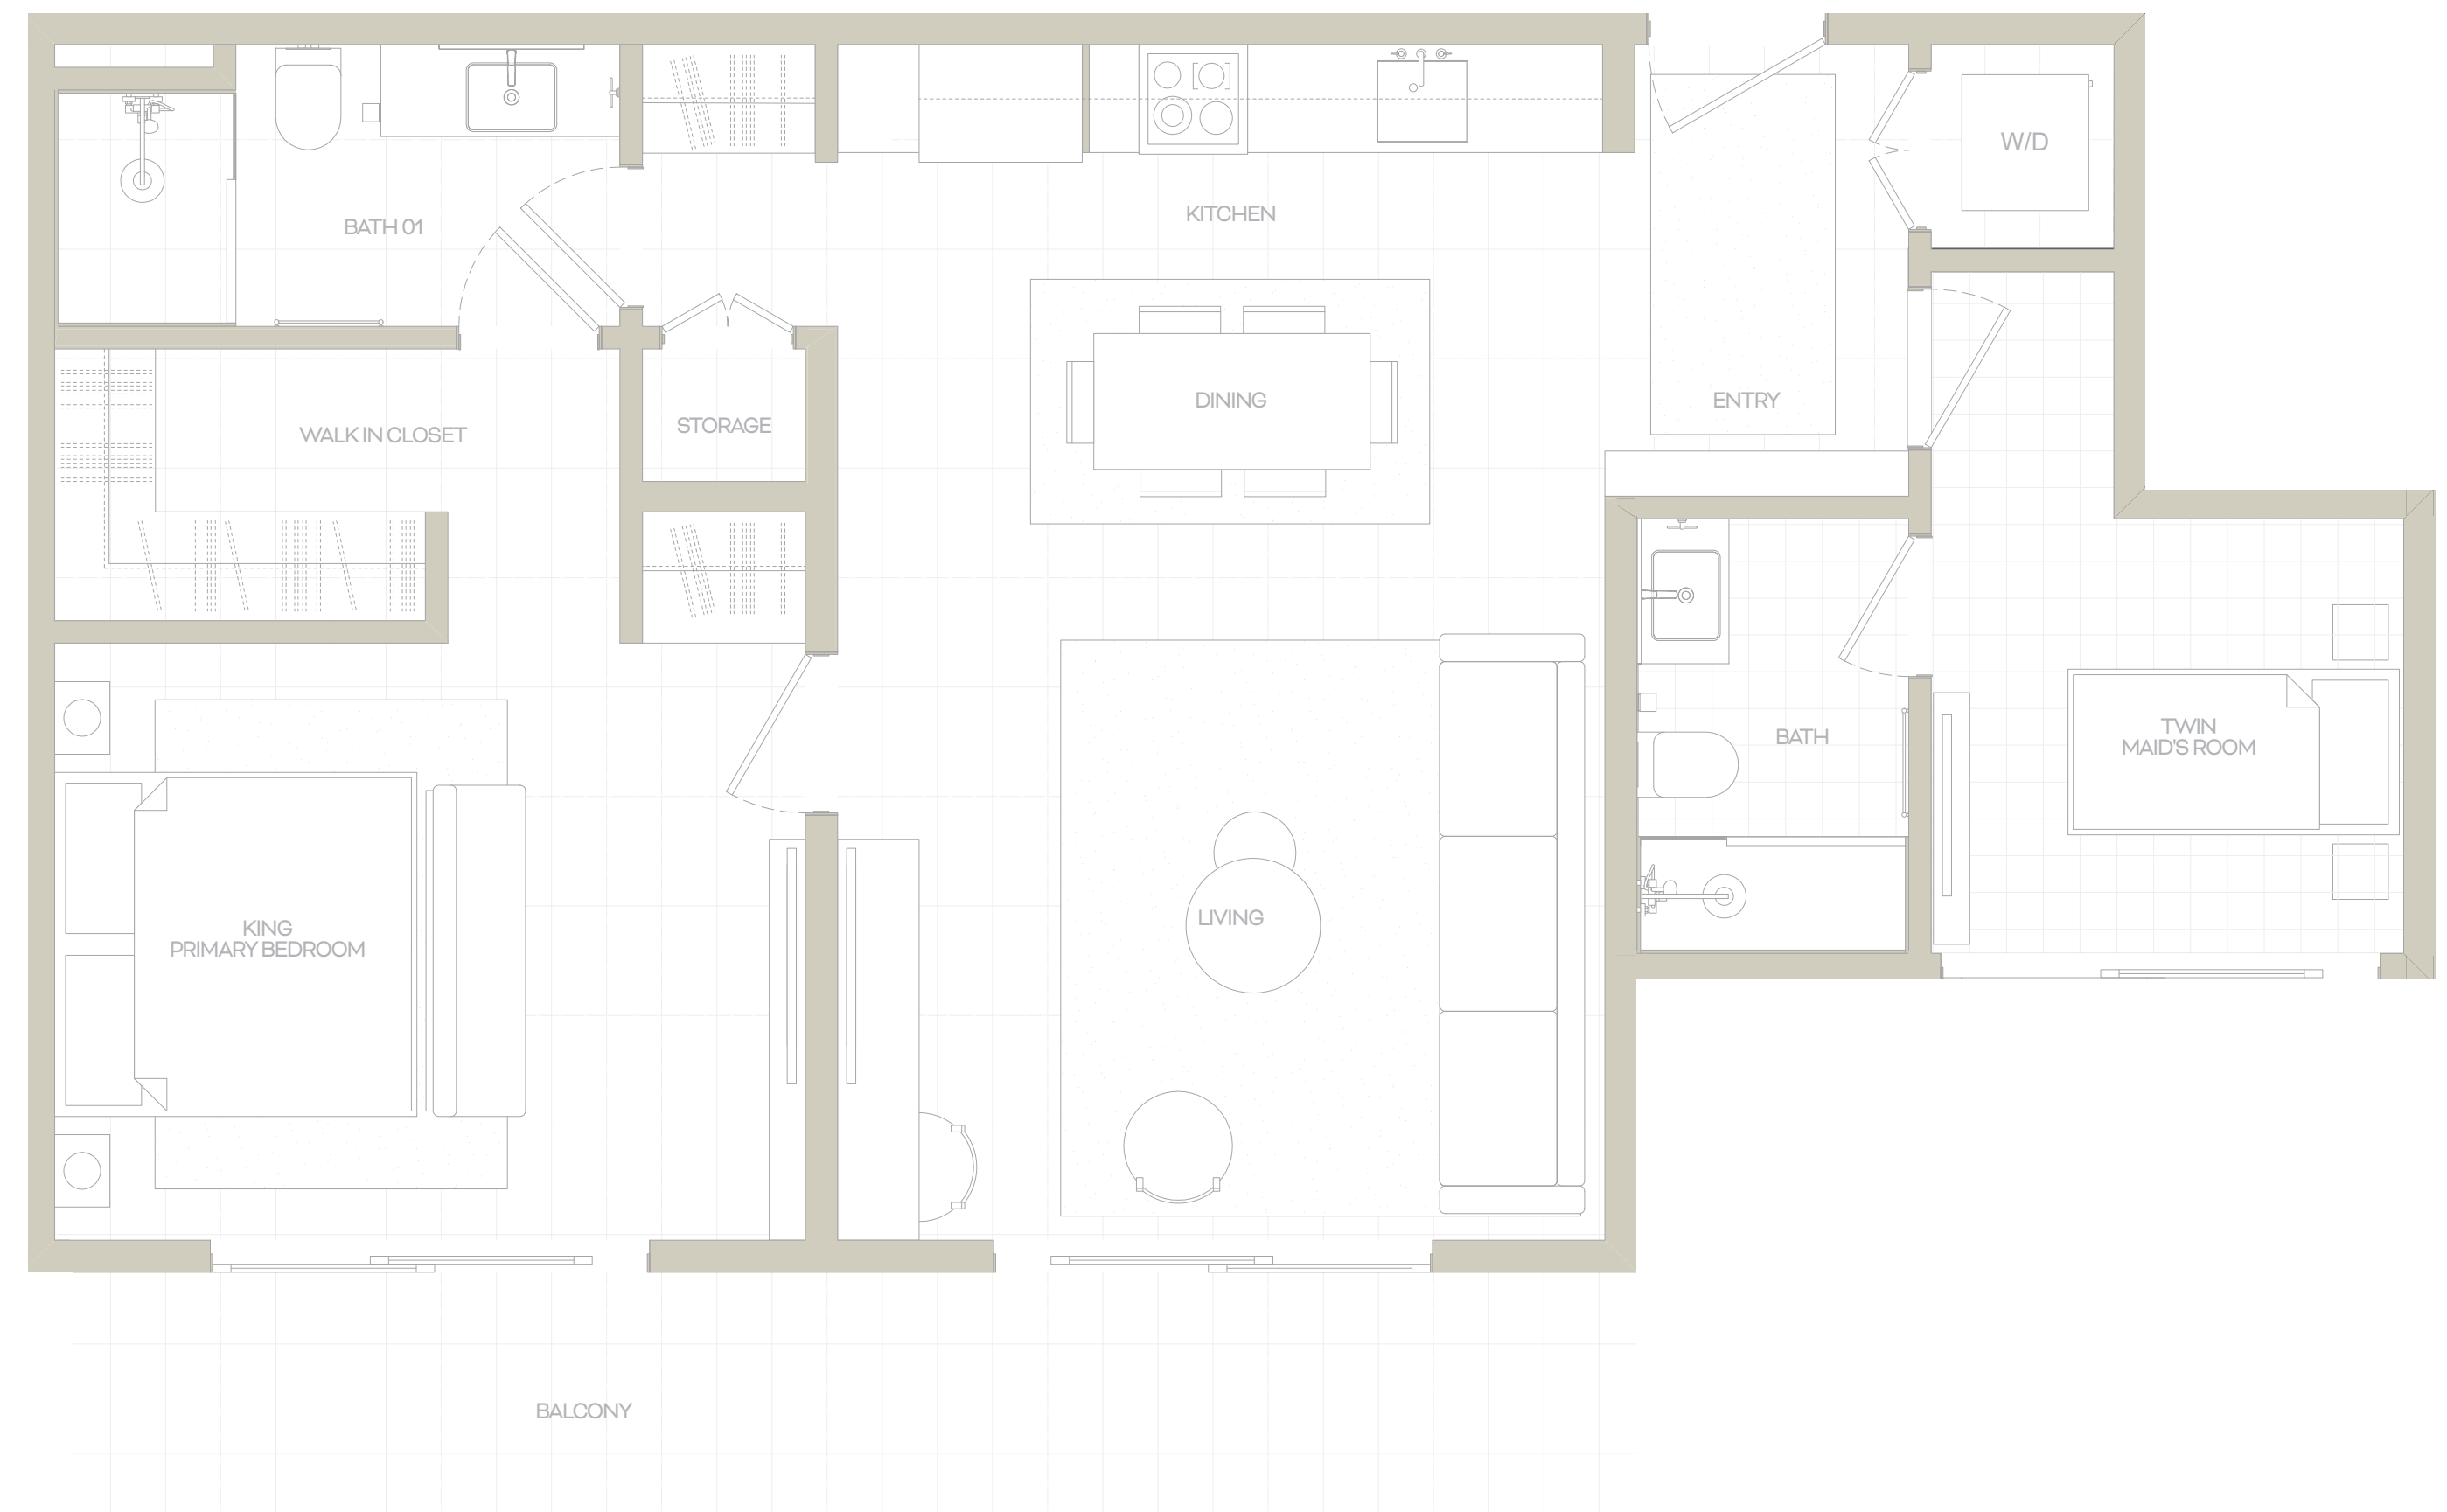 W/D
BATH 01
KITCHEN
DINING
ENTRY
STORAGE
WALK IN CLOSET
TWIN
MAID'S ROOM
BATH
LIVING
KING
PRIMARY BEDROOM
BALCONY